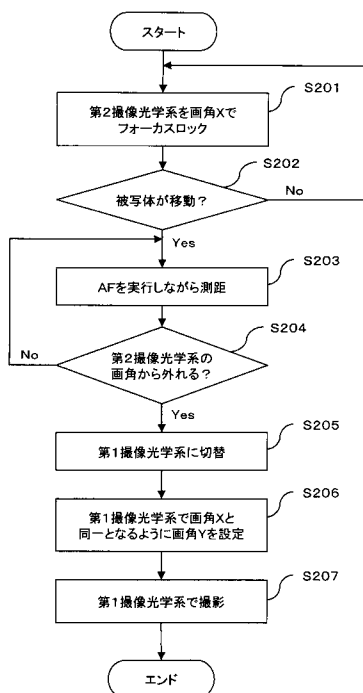 スタート
S201
第2撮像光学系を画角Xで
フォーカスロック
S202
被写体が移動？
No
Yes
S203
AFを実行しながら測距
S204
No
第2撮像光学系の
画角から外れる？
Yes
S205
第1撮像光学系に切替
S206
第1撮像光学系で画角Xと
同一となるように画角Yを設定
S207
第1撮像光学系で撮影
エンド